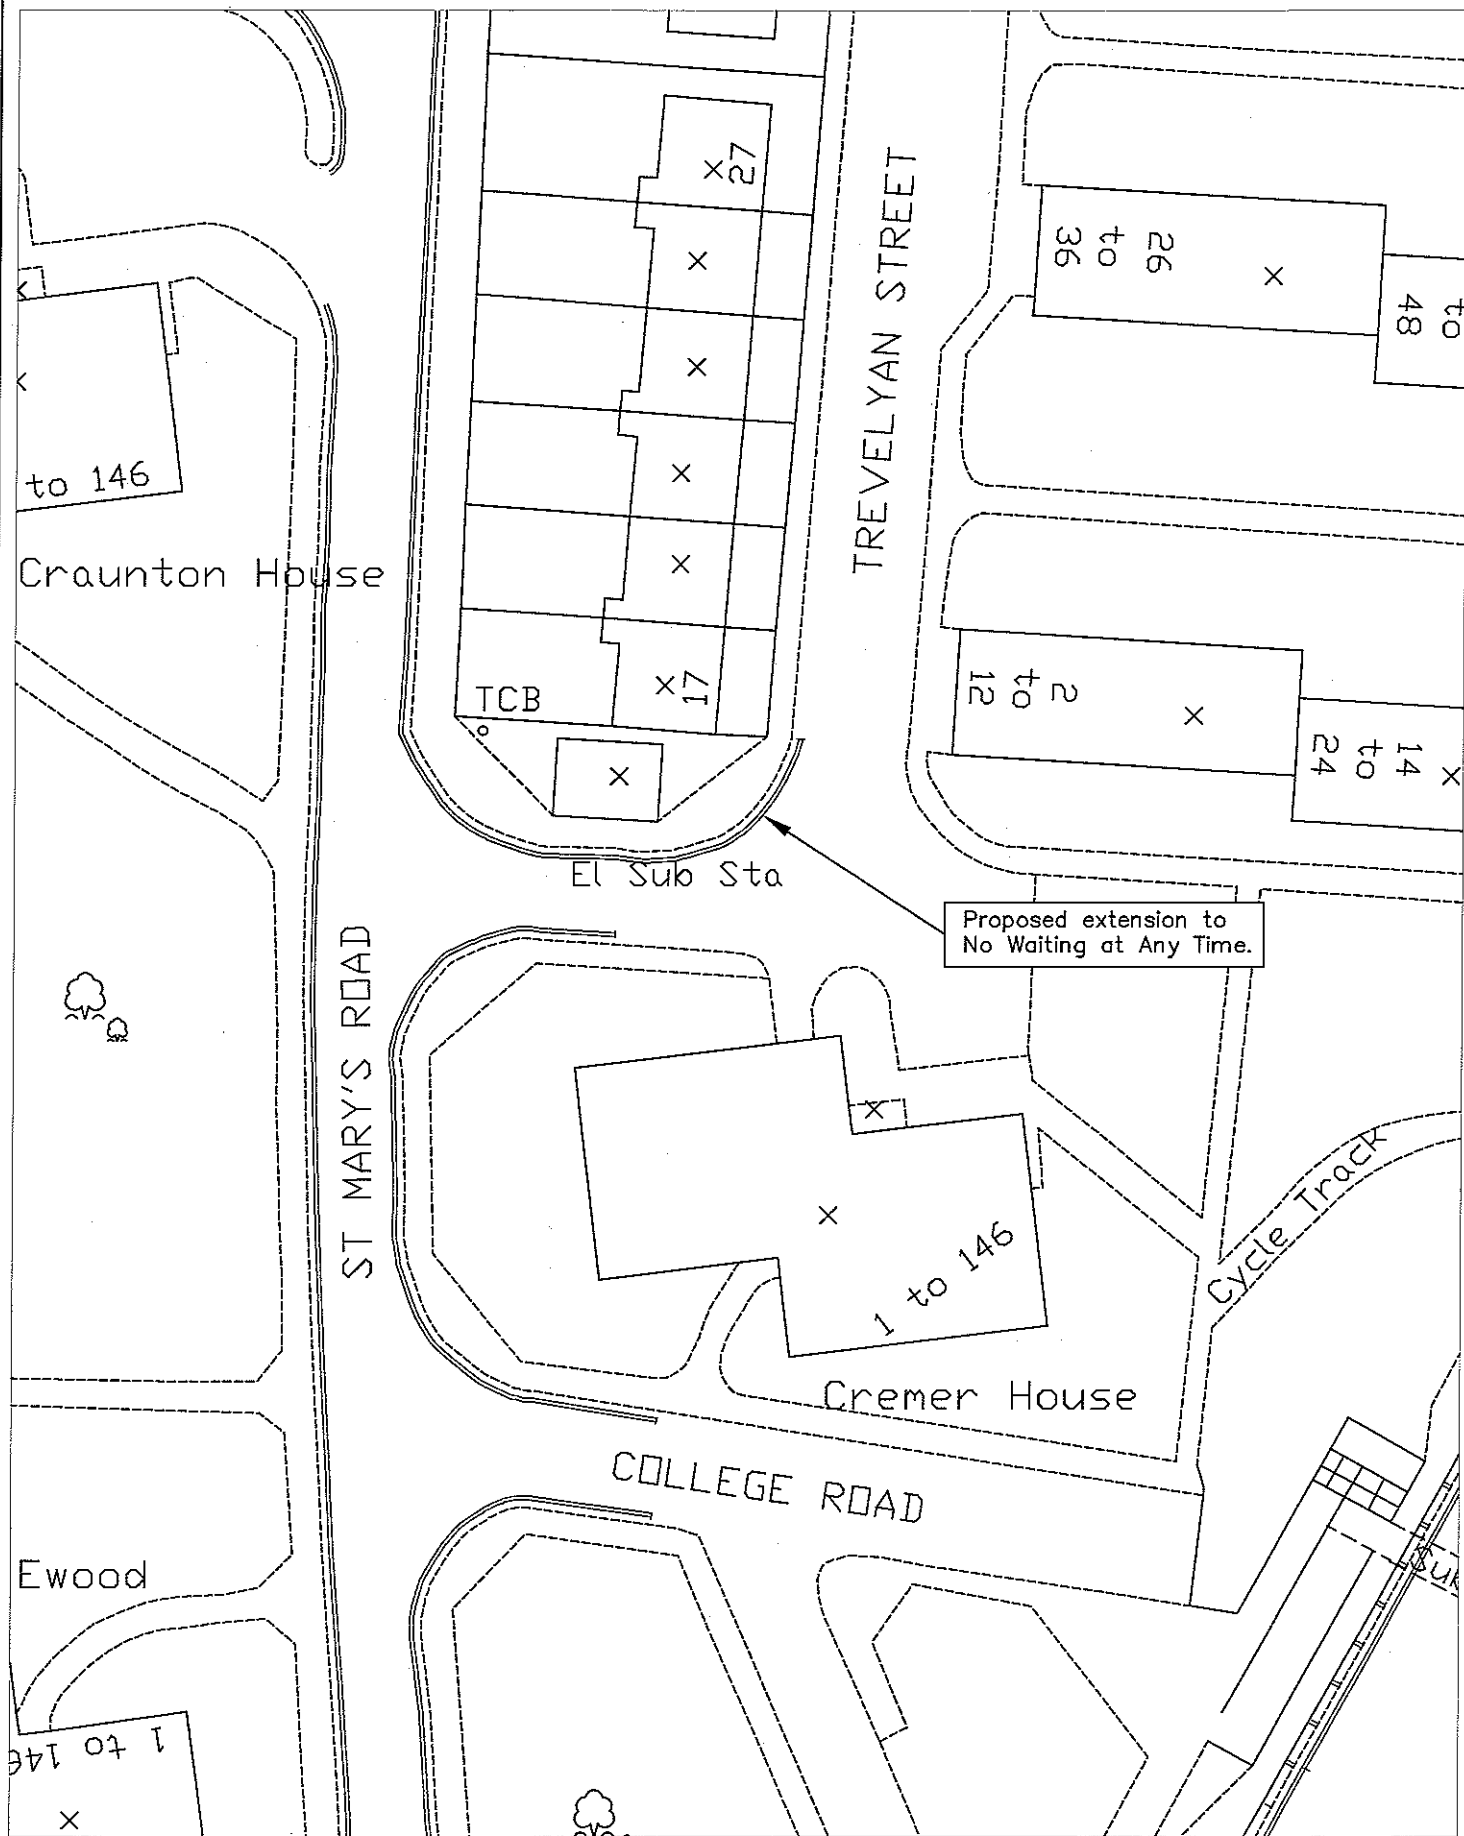 27
TREVELYAN STREET
26
to
36
to
48
to 146
Craunton House
TCB
17
2
to
12
14
to
24
El Sub Sta
Proposed extension to
No Waiting at Any Time.
ST MARY'S ROAD
Cycle Track
1 to 146
Cremer House
COLLEGE ROAD
Ewood
1 to 146